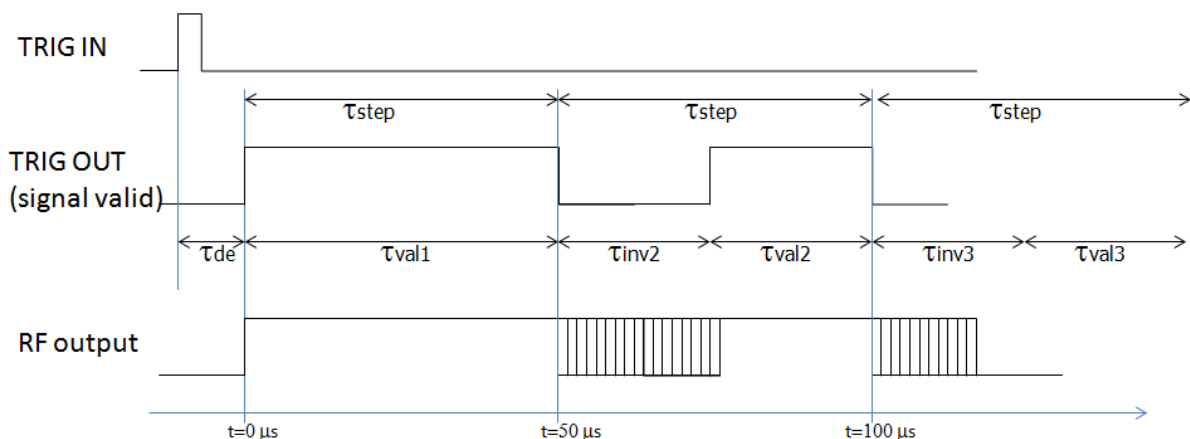 TRIG IN
τstep τstep τstep
TRIG OUT
(signal valid)
τde τval1 τinv2 τval2 τinv3 τval3
RF output
t=0 µs t=50 µs t=100 µs